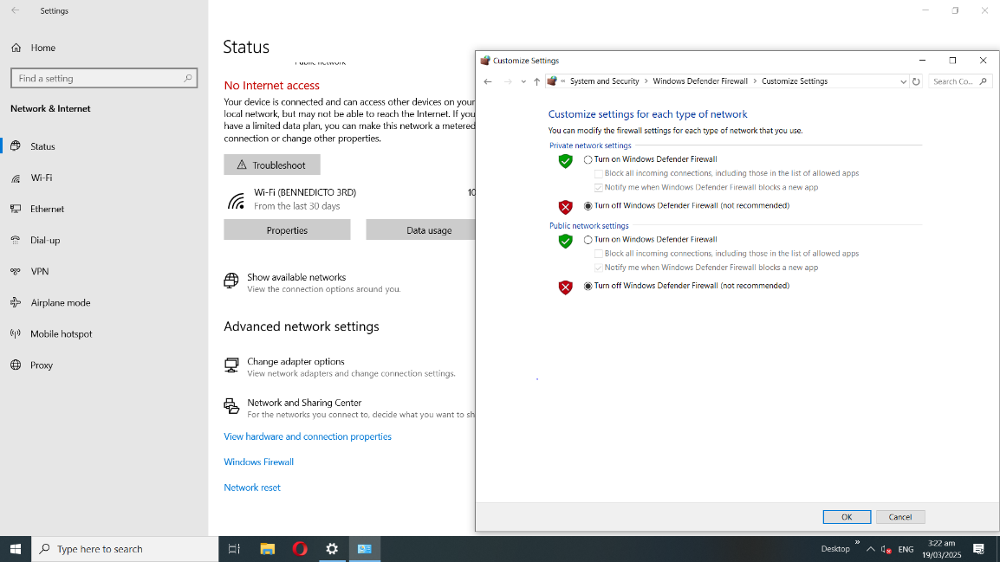 Settings
Home
Find a setting
Network & Internet
Status
Wi-Fi
Ethernet
Dial-up
VPN
Airplane mode
Mobile hotspot
Proxy
Status
Public network
No Internet access
Your device is connected and can access other devices on your
local network, but may not be able to reach the Internet. If you
have a limited data plan, you can make this network a metered
connection or change other properties.
Troubleshoot
Wi-Fi (BENNEDICTO 3RD)
10
From the last 30 days
Properties
Data usage
Show available networks
View the connection options around you.
Advanced network settings
Change adapter options
View network adapters and change connection settings.
Network and Sharing Center
For the networks you connect to, decide what you want to sh
View hardware and connection properties
Windows Firewall
Network reset
Customize Settings
« System and Security > Windows Defender Firewall > Customize Settings
Search Co...
Customize settings for each type of network
You can modify the firewall settings for each type of network that you use.
Private network settings
Turn on Windows Defender Firewall
Block all incoming connections, including those in the list of allowed apps
Notify me when Windows Defender Firewall blocks a new app
Turn off Windows Defender Firewall (not recommended)
Public network settings
Turn on Windows Defender Firewall
Block all incoming connections, including those in the list of allowed apps
Notify me when Windows Defender Firewall blocks a new app
Turn off Windows Defender Firewall (not recommended)
OK
Cancel
Type here to search
Desktop
»
ENG
3:22 am
19/03/2025